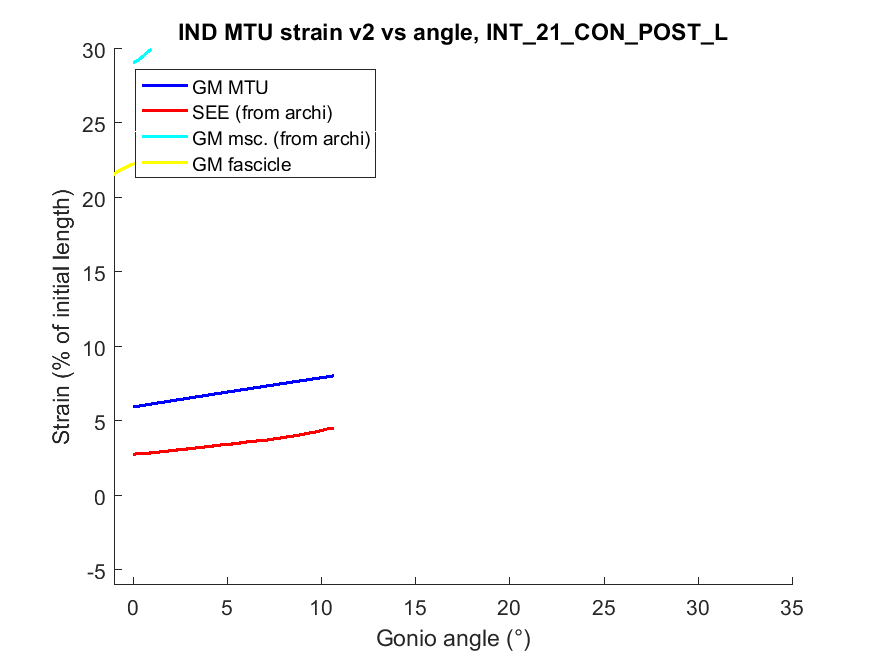 IND MTU strain v2 vs angle, INT_21_CON_POST_L
30
25
20
15
10
5
0
-5
Strain (% of initial length)
GM MTU
SEE (from archi)
GM msc. (from archi)
GM fascicle
0 5 10 15 20 25 30 35
Gonio angle (°)